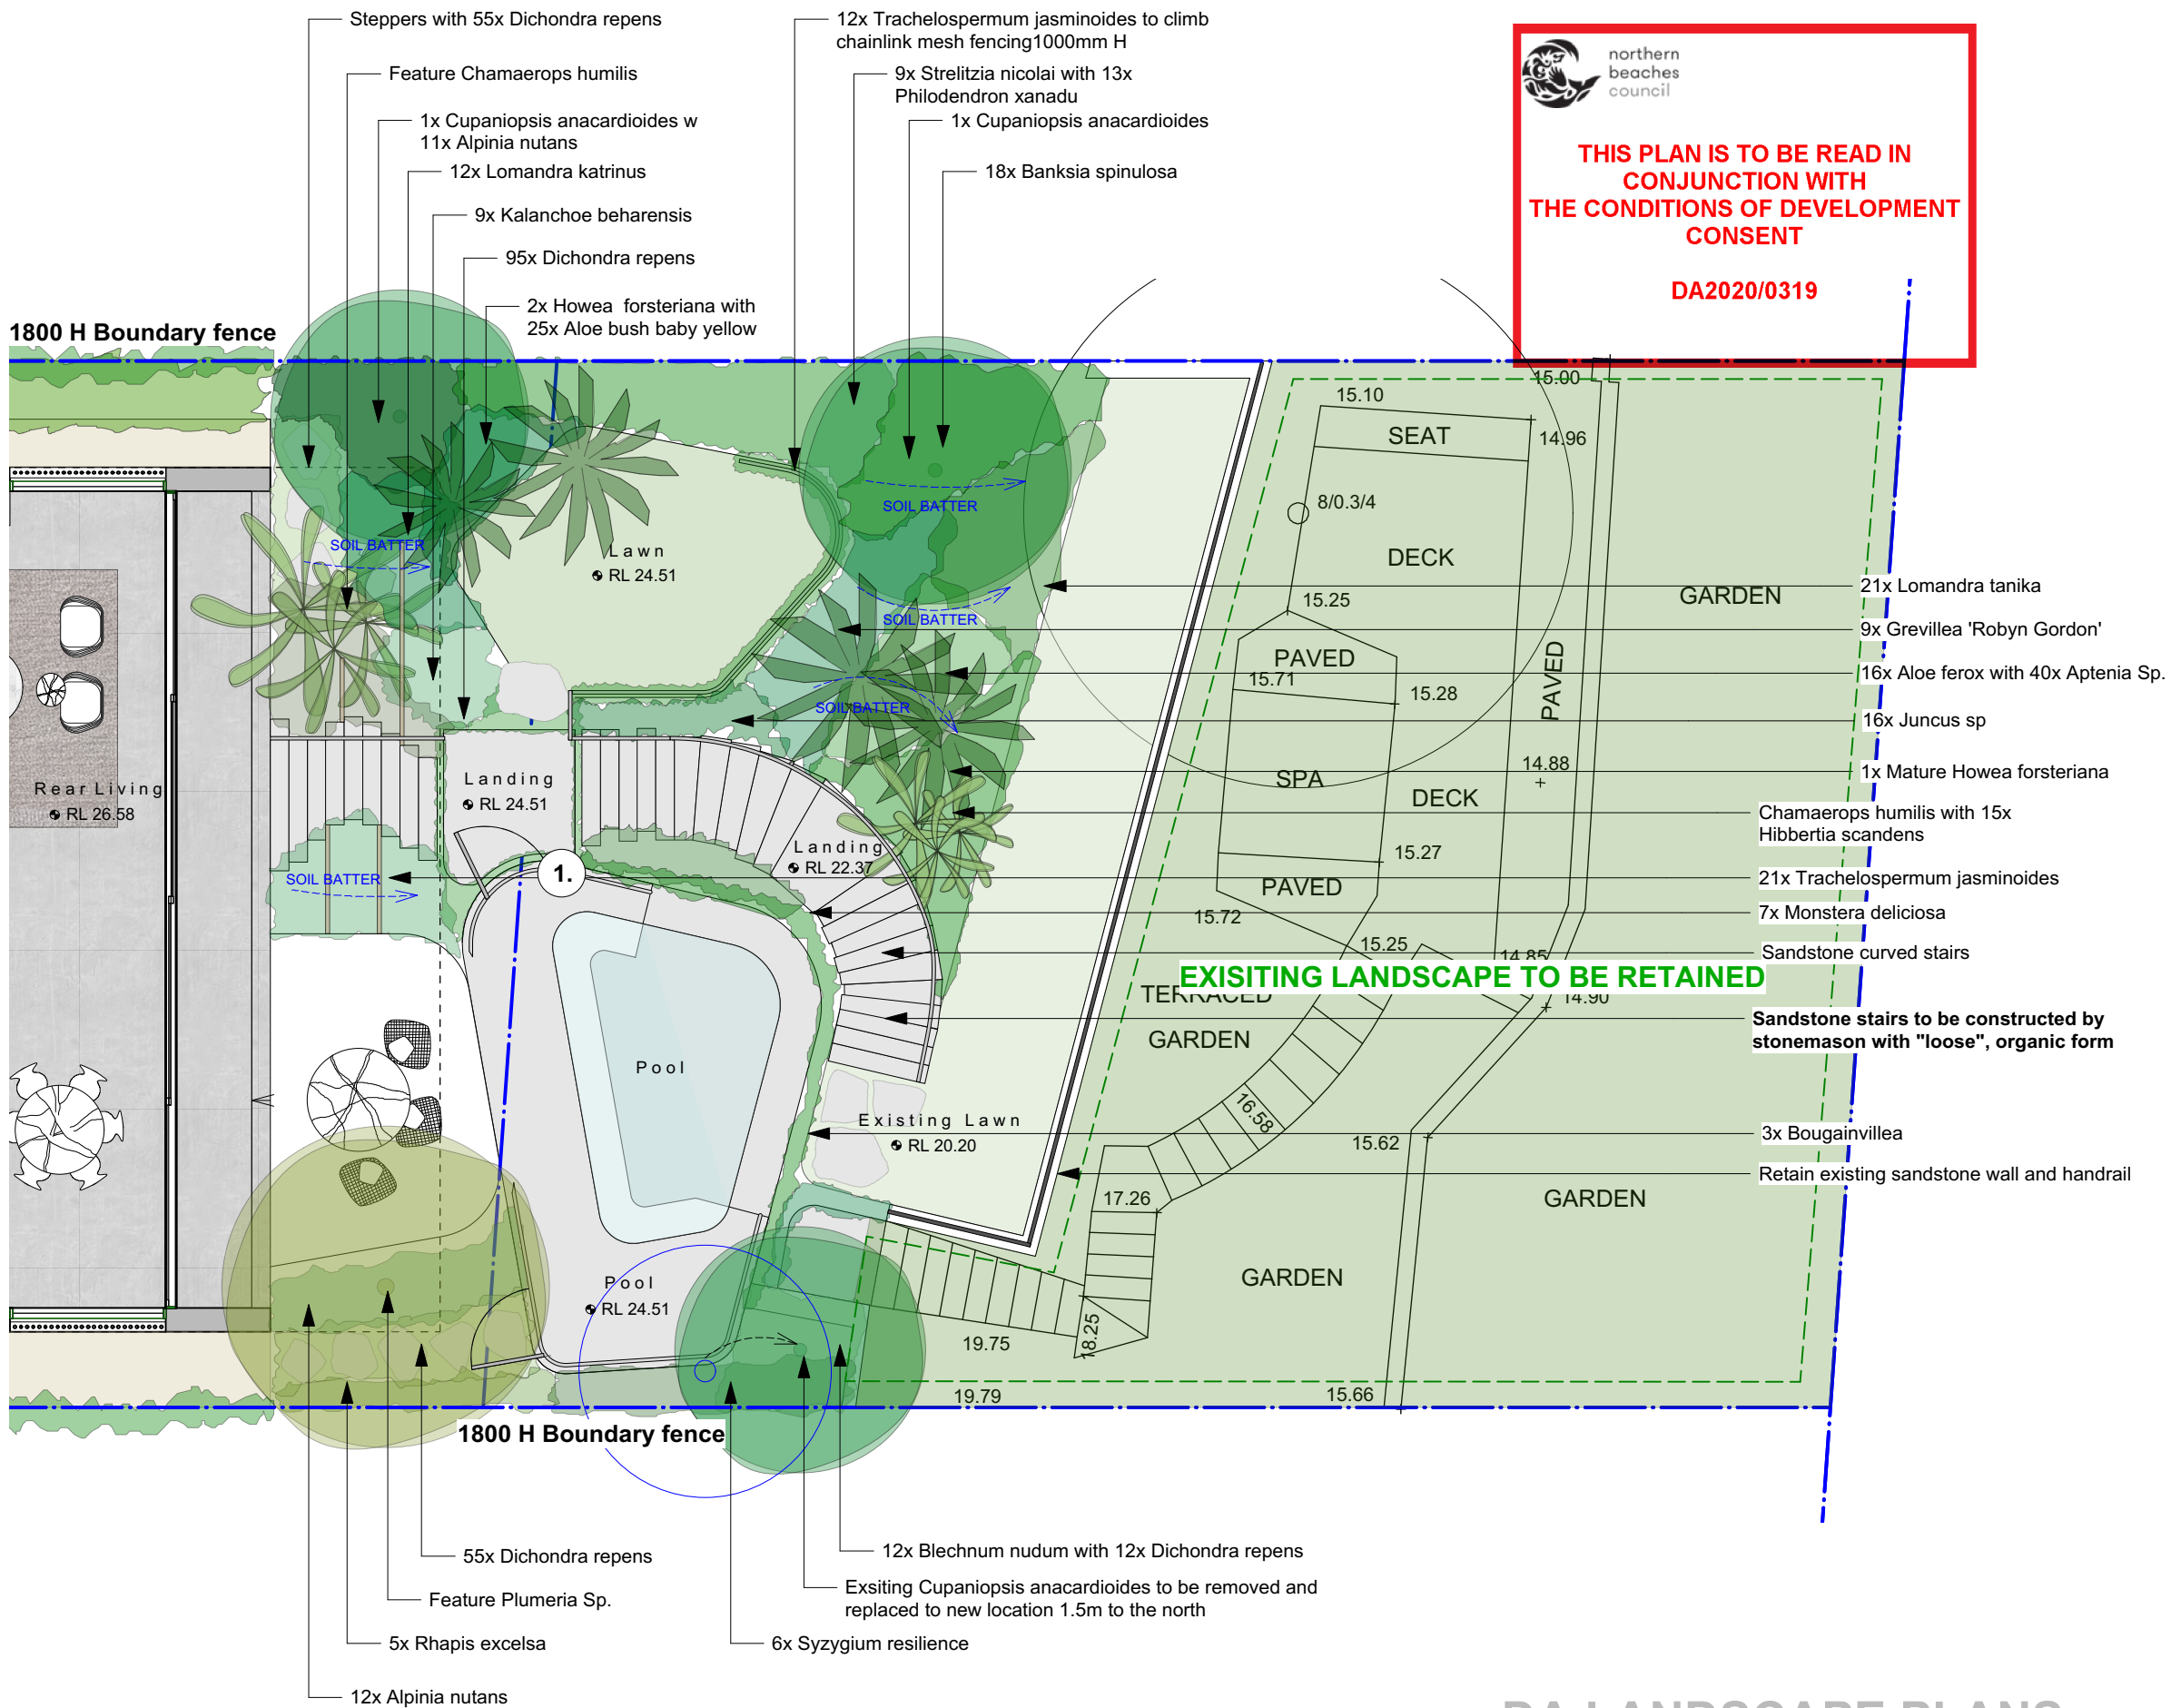 Steppers with 55x Dichondra repens
Feature Chamaerops humilis
1x Cupaniopsis anacardioides w
11x Alpinia nutans
12x Lomandra katrinus
9x Kalanchoe beharensis
95x Dichondra repens
2x Howea forsteriana with
25x Aloe bush baby yellow
12x Trachelospermum jasminoides to climb
chainlink mesh fencing1000mm H
9x Strelitzia nicolai with 13x
Philodendron xanadu
1x Cupaniopsis anacardioides
18x Banksia spinulosa
northern
beaches
council
THIS PLAN IS TO BE READ IN
CONJUNCTION WITH
THE CONDITIONS OF DEVELOPMENT
CONSENT
DA2020/0319
1800 H Boundary fence
15.00
15.10
SEAT
14.96
8/0.3/4
DECK
SOIL BATTER
SOIL BATTER
Lawn
RL 24.51
15.25
GARDEN
SOIL BATTER
PAVED
15.71
15.28
PAVED
SOIL BATTER
21x Lomandra tanika
9x Grevillea 'Robyn Gordon'
16x Aloe ferox with 40x Aptenia Sp.
16x Juncus sp
1x Mature Howea forsteriana
Chamaerops humilis with 15x
Hibbertia scandens
21x Trachelospermum jasminoides
7x Monstera deliciosa
Sandstone curved stairs
Sandstone stairs to be constructed by
stonemason with "loose", organic form
3x Bougainvillea
Retain existing sandstone wall and handrail
Rear Living
RL 26.58
Landing
RL 24.51
Landing
RL 22.37
SPA
14.88
DECK
15.27
PAVED
15.72
SOIL BATTER
1.
15.25
14.85
EXISITING LANDSCAPE TO BE RETAINED
TERRACED
GARDEN
14.90
Pool
16.58
15.62
Existing Lawn
RL 20.20
17.26
GARDEN
GARDEN
Pool
RL 24.51
19.75
18.25
19.79
15.66
1800 H Boundary fence
55x Dichondra repens
Feature Plumeria Sp.
5x Rhapis excelsa
12x Alpinia nutans
12x Blechnum nudum with 12x Dichondra repens
Exsiting Cupaniopsis anacardioides to be removed and
replaced to new location 1.5m to the north
6x Syzygium resilience
DA LANDSCAPE PLANS